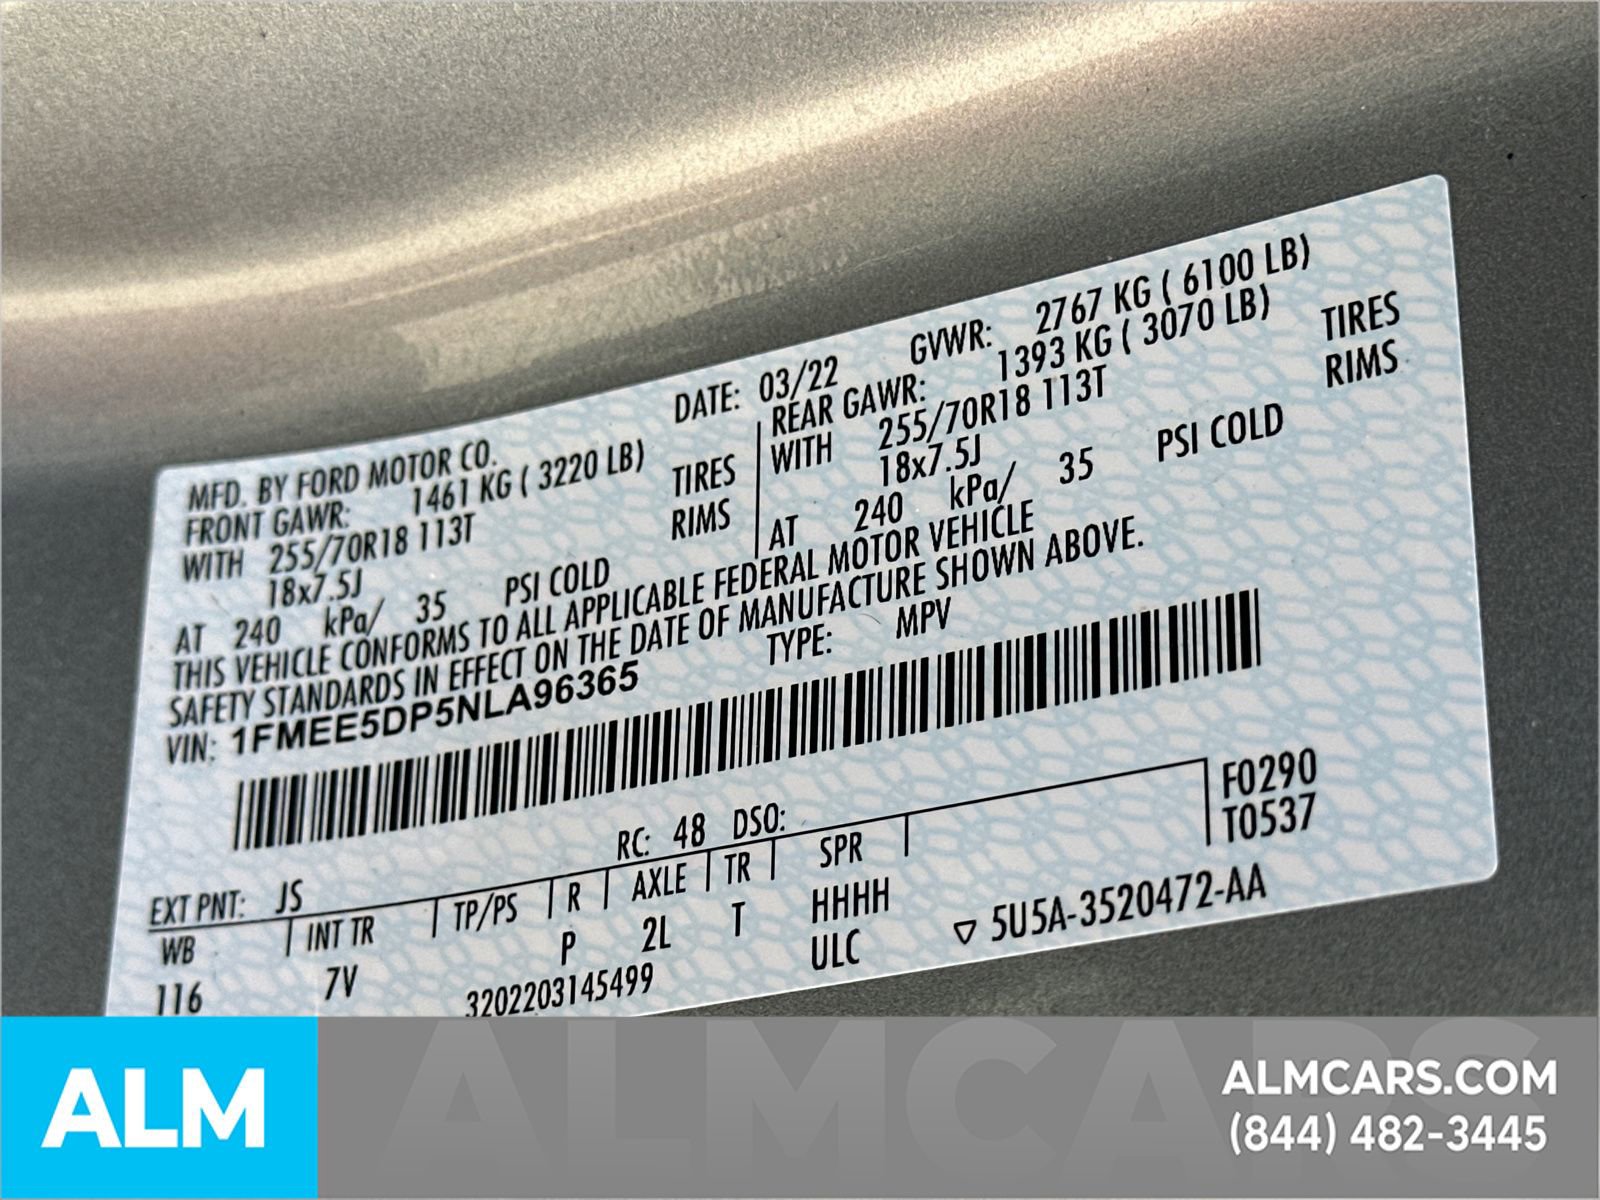 MFD. BY FORD MOTOR CO. DATE: 03/22 GVWR: 2767 KG ( 6100 LB)
FRONT GAWR: 1461 KG ( 3220 LB) REAR GAWR: 1393 KG ( 3070 LB)
WITH 255/70R18 113T TIRES WITH 255/70R18 113T TIRES
18x7.5J RIMS 18x7.5J RIMS
AT 240 kPa/ 35 PSI COLD AT 240 kPa/ 35 PSI COLD
THIS VEHICLE CONFORMS TO ALL APPLICABLE FEDERAL MOTOR VEHICLE
SAFETY STANDARDS IN EFFECT ON THE DATE OF MANUFACTURE SHOWN ABOVE.
VIN: 1FMEE5DP5NLA96365 TYPE: MPV
F0290
T0537
EXT PNT: JS RC: 48 DSO:
WB INT TR TP/PS R AXLE TR SPR
116 7V P 2L T HHHH
3202203145499 ULC 5U5A-3520472-AA
ALMCARS
ALM
ALMCARS.COM
(844) 482-3445